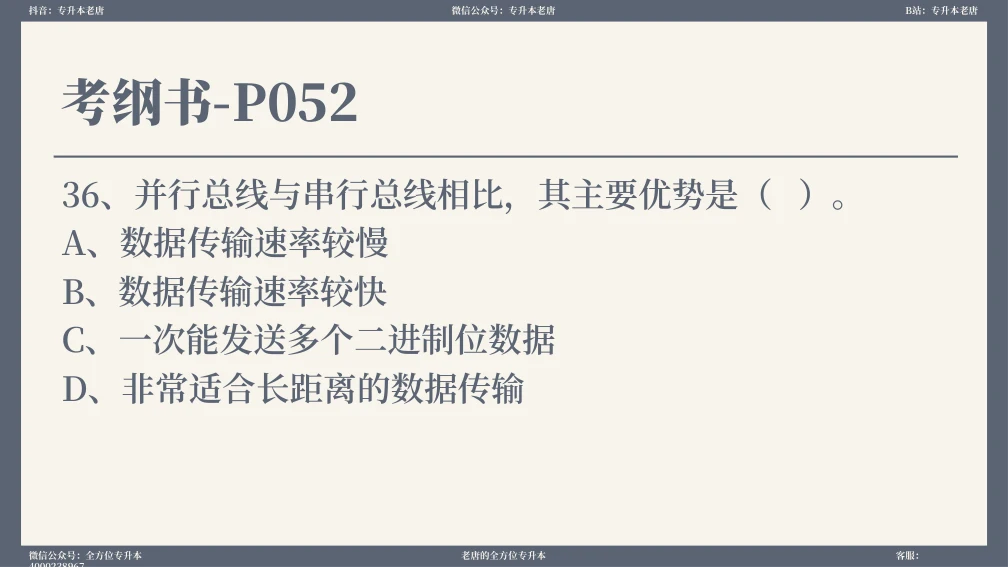 抖音：专升本老唐
微信公众号：专升本老唐
B站：专升本老唐
考纲书-P052
36、并行总线与串行总线相比，其主要优势是（ ）。
A、数据传输速率较慢
B、数据传输速率较快
C、一次能发送多个二进制位数据
D、非常适合长距离的数据传输
微信公众号：全方位专升本
老唐的全方位专升本
客服：
4000238967